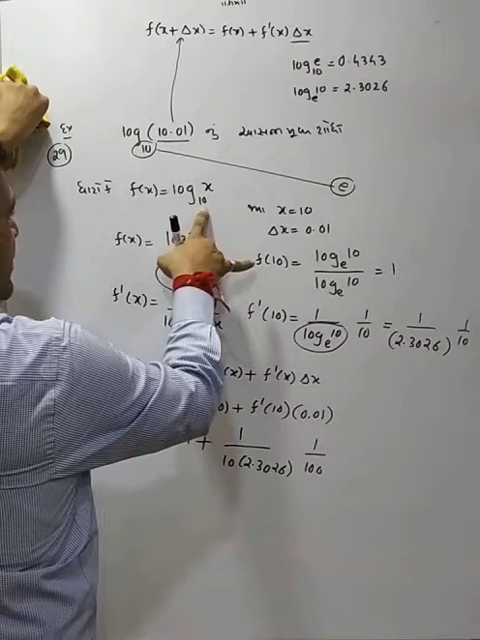 f(x+Δx) = f(x) + f'(x) Δx
log₁₀e = 0.4343
logₑ10 = 2.3026
ઉદા
29
log₁₀(10.01) નું આસન્ન મૂલ્ય શોધો
e
ધારો કે f(x) = log₁₀x
x = 10
Δx = 0.01
f(x) =
f(10) = logₑ10 / logₑ10 = 1
f'(x) =
f'(10) = 1/logₑ10 1/10 = 1/(2.3026) 1/10
(x) + f'(x) Δx
) + f'(10) (0.01)
+ 1/10(2.3026) 1/100